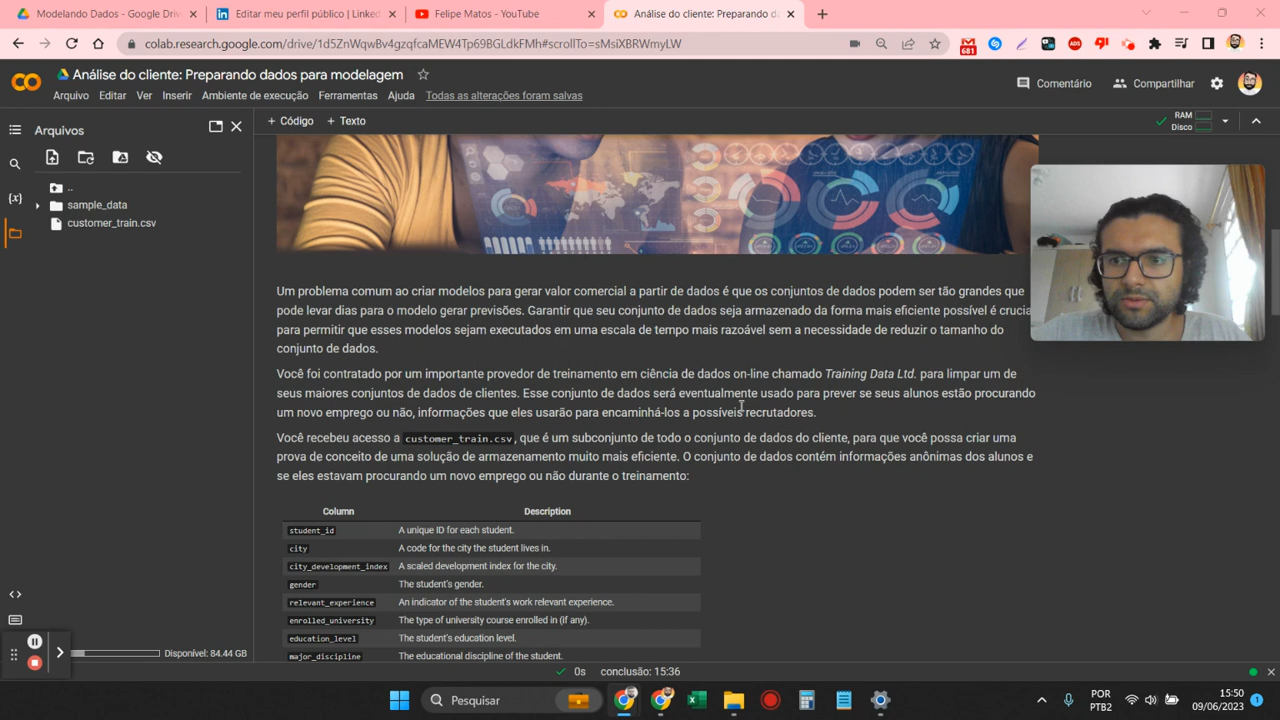 Modelando Dados - Google Driv
Editar meu perfil público | Linked
Felipe Matos - YouTube
Análise do cliente: Preparando da
colab.research.google.com/drive/1d5ZnWqwBv4gzqfcaMEW4Tp69BGLdkFMh#scrollTo=sMsiXBRWmyLW
681
ADS
Análise do cliente: Preparando dados para modelagem
Arquivo Editar Ver Inserir Ambiente de execução Ferramentas Ajuda Todas as alterações foram salvas
Comentário
Compartilhar
Arquivos
+ Código + Texto
RAM
Disco
..
sample_data
customer_train.csv
Um problema comum ao criar modelos para gerar valor comercial a partir de dados é que os conjuntos de dados podem ser tão grandes que
pode levar dias para o modelo gerar previsões. Garantir que seu conjunto de dados seja armazenado da forma mais eficiente possível é crucia
para permitir que esses modelos sejam executados em uma escala de tempo mais razoável sem a necessidade de reduzir o tamanho do
conjunto de dados.
Você foi contratado por um importante provedor de treinamento em ciência de dados on-line chamado Training Data Ltd. para limpar um de
seus maiores conjuntos de dados de clientes. Esse conjunto de dados será eventualmente usado para prever se seus alunos estão procurando
um novo emprego ou não, informações que eles usarão para encaminhá-los a possíveis recrutadores.
Você recebeu acesso a customer_train.csv, que é um subconjunto de todo o conjunto de dados do cliente, para que você possa criar uma
prova de conceito de uma solução de armazenamento muito mais eficiente. O conjunto de dados contém informações anônimas dos alunos e
se eles estavam procurando um novo emprego ou não durante o treinamento:
Column Description
student_id A unique ID for each student.
city A code for the city the student lives in.
city_development_index A scaled development index for the city.
gender The student's gender.
relevant_experience An indicator of the student's work relevant experience.
enrolled_university The type of university course enrolled in (if any).
education_level The student's education level.
major_discipline The educational discipline of the student.
Disponível: 84.44 GB
0s conclusão: 15:36
Pesquisar
POR
PTB2
15:50
09/06/2023
1